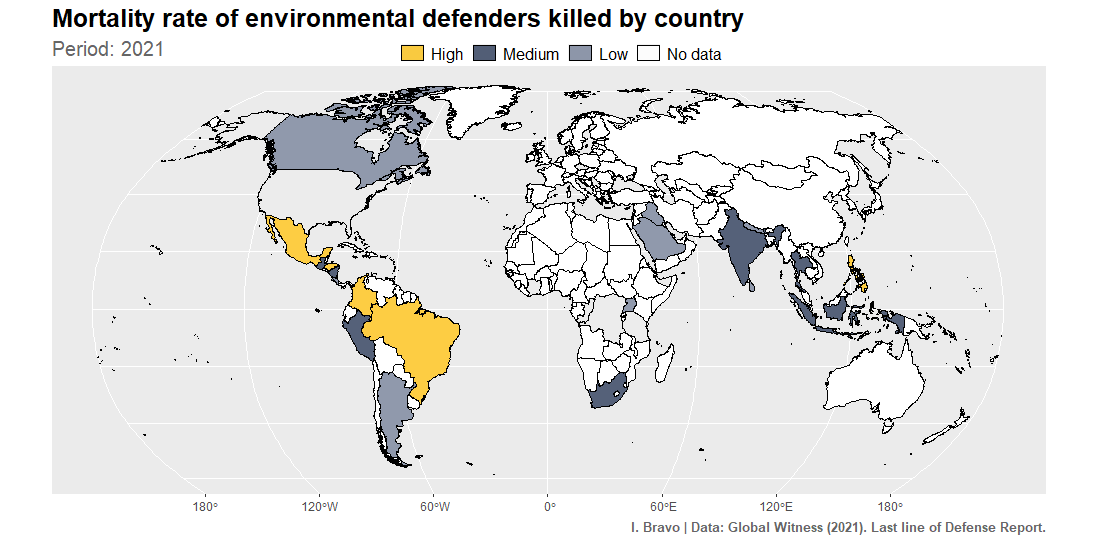 Mortality rate of environmental defenders killed by country
Period: 2021
High Medium Low No data
180° 120°W 60°W 0° 60°E 120°E 180°
I. Bravo | Data: Global Witness (2021). Last line of Defense Report.